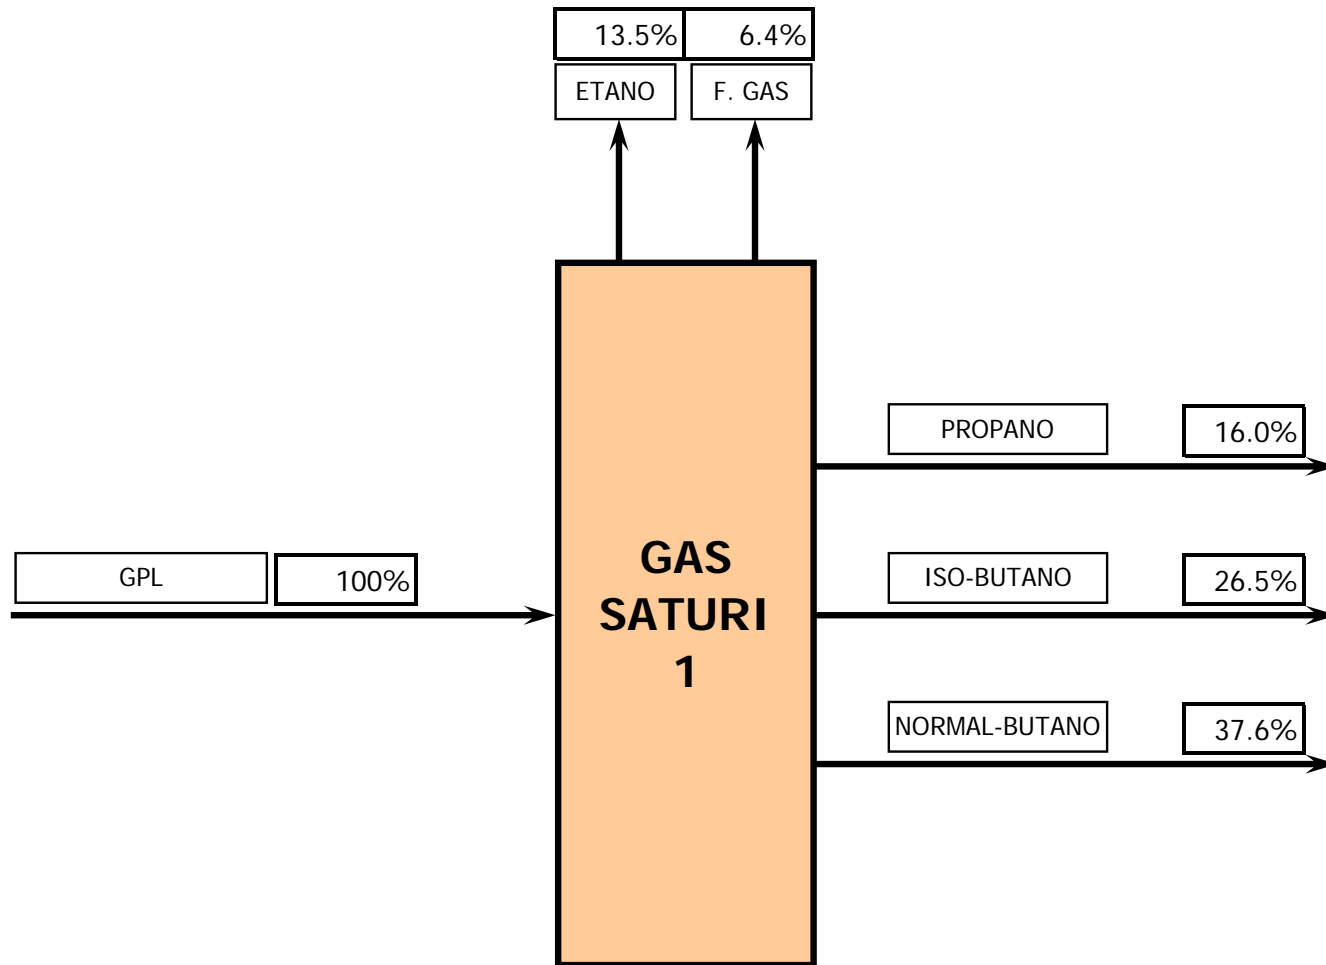 13.5% 6.4%
ETANO F. GAS
PROPANO 16.0%
GPL 100%
GAS
SATURI
1
ISO-BUTANO 26.5%
NORMAL-BUTANO 37.6%